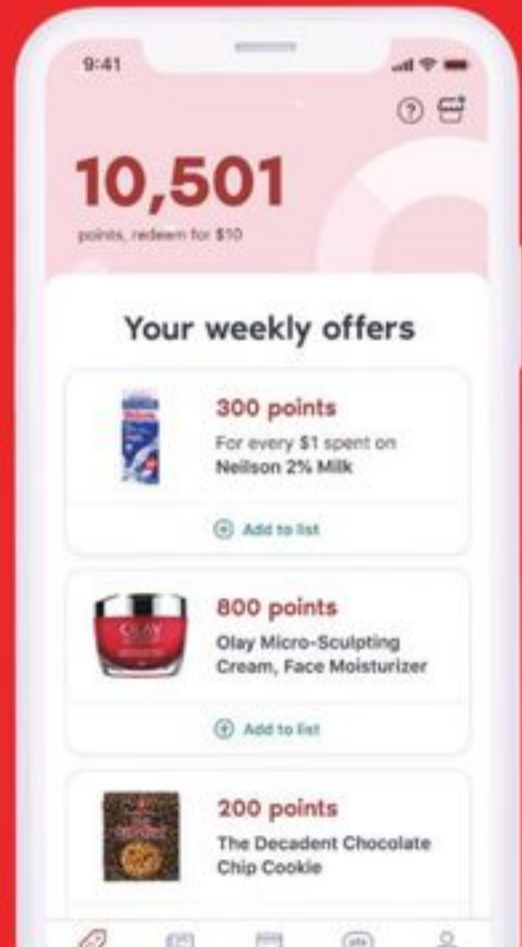 9:41
10,501
points, redeem for $10
Your weekly offers
300 points
For every $1 spent on
Neilson 2% Milk
Add to list
800 points
Olay Micro-Sculpting
Cream, Face Moisturizer
Add to list
200 points
The Decadent Chocolate
Chip Cookie
OLAY
pts